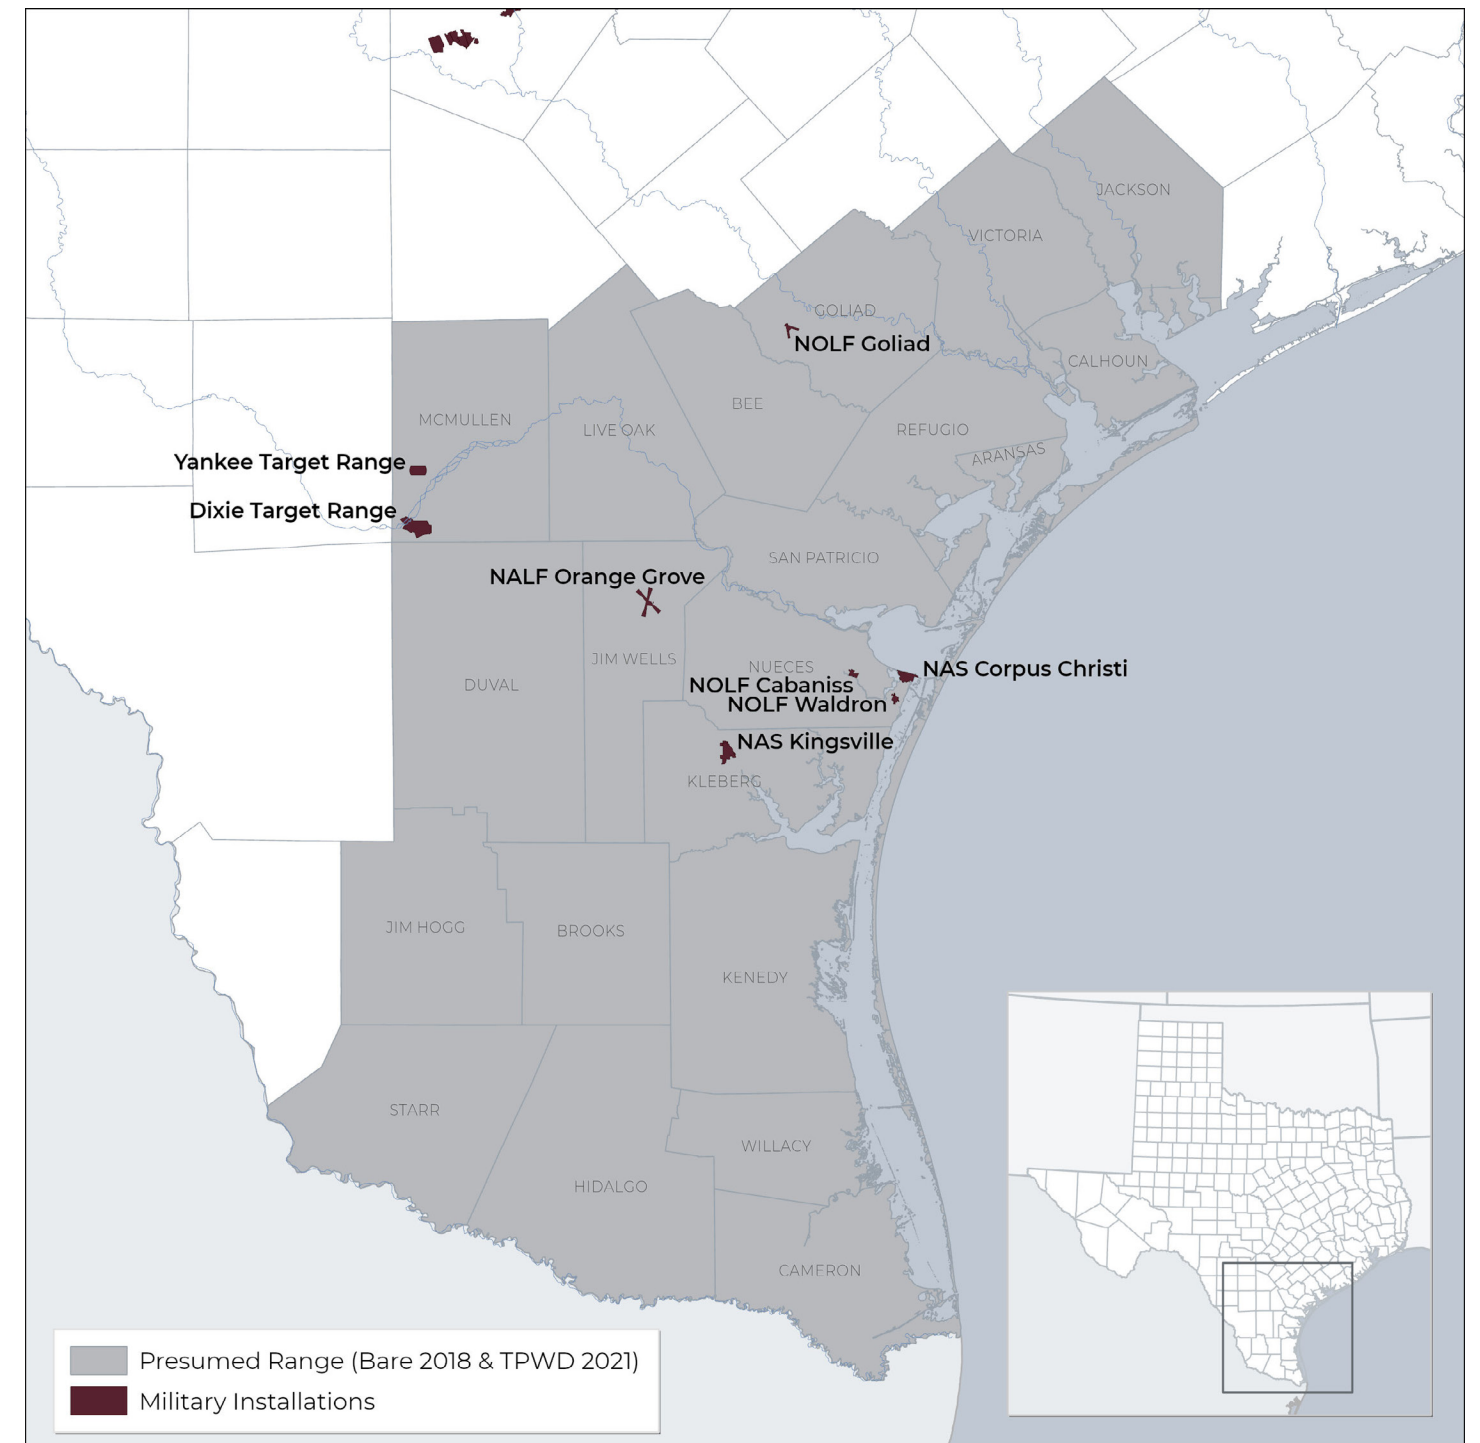 JACKSON
VICTORIA
GOLIAD
NOLF Goliad
CALHOUN
BEE
MCMULLEN
LIVE OAK
REFUGIO
ARANSAS
Yankee Target Range
Dixie Target Range
SAN PATRICIO
NALF Orange Grove
JIM WELLS
NUECES
NAS Corpus Christi
DUVAL
NOLF Cabaniss
NOLF Waldron
NAS Kingsville
KLEBERG
JIM HOGG
BROOKS
KENEDY
STARR
WILLACY
HIDALGO
CAMERON
Presumed Range (Bare 2018 & TPWD 2021)
Military Installations